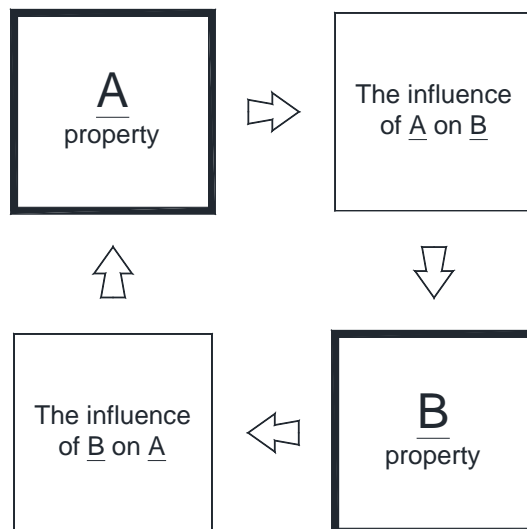 A
property
The influence
of A on B
The influence
of B on A
B
property